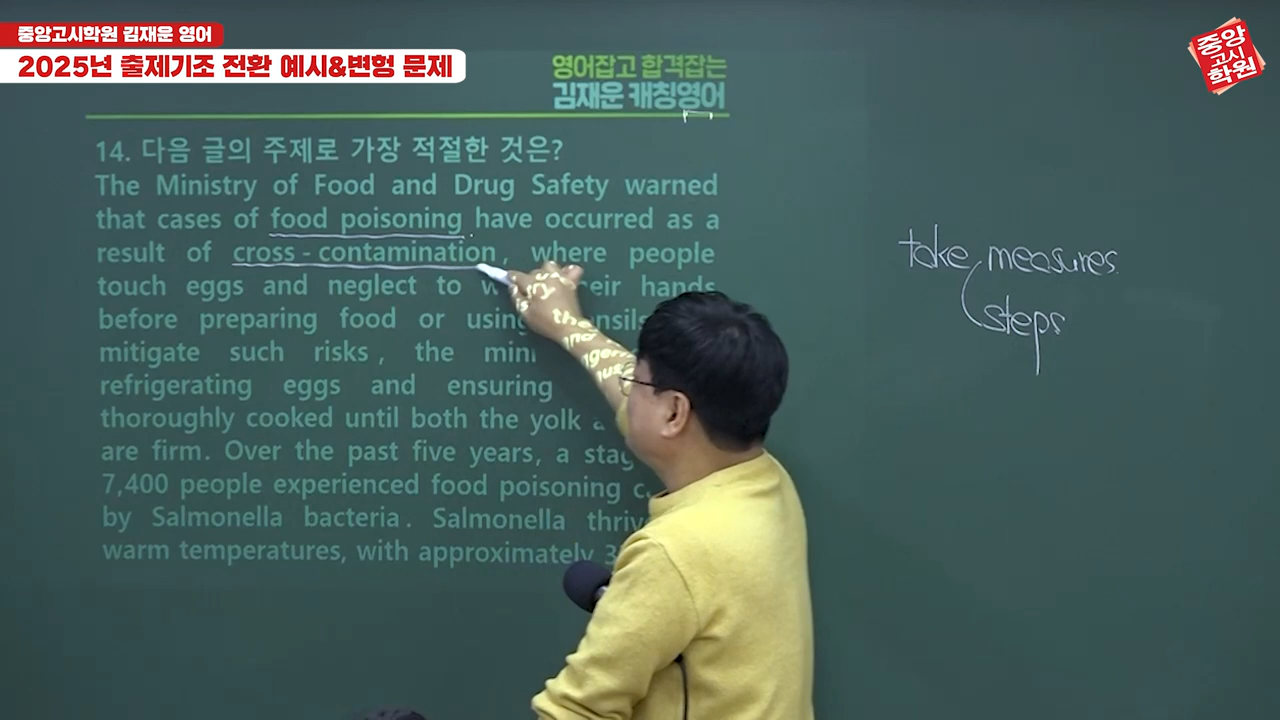 중앙고시학원 김재운 영어
2025년 출제기조 전환 예시&변형 문제
중앙
고시
학원
영어잡고 합격잡는
김재운 캐칭영어
14. 다음 글의 주제로 가장 적절한 것은?
The Ministry of Food and Drug Safety warned
that cases of food poisoning have occurred as a
result of cross-contamination, where people
touch eggs and neglect to hands
before preparing food or using
mitigate such risks, the
refrigerating eggs and ensuring
thoroughly cooked until both the yolk
are firm. Over the past five years, a
7,400 people experienced food poisoning
by Salmonella bacteria. Salmonella
warm temperatures, with approximately
take measures
steps